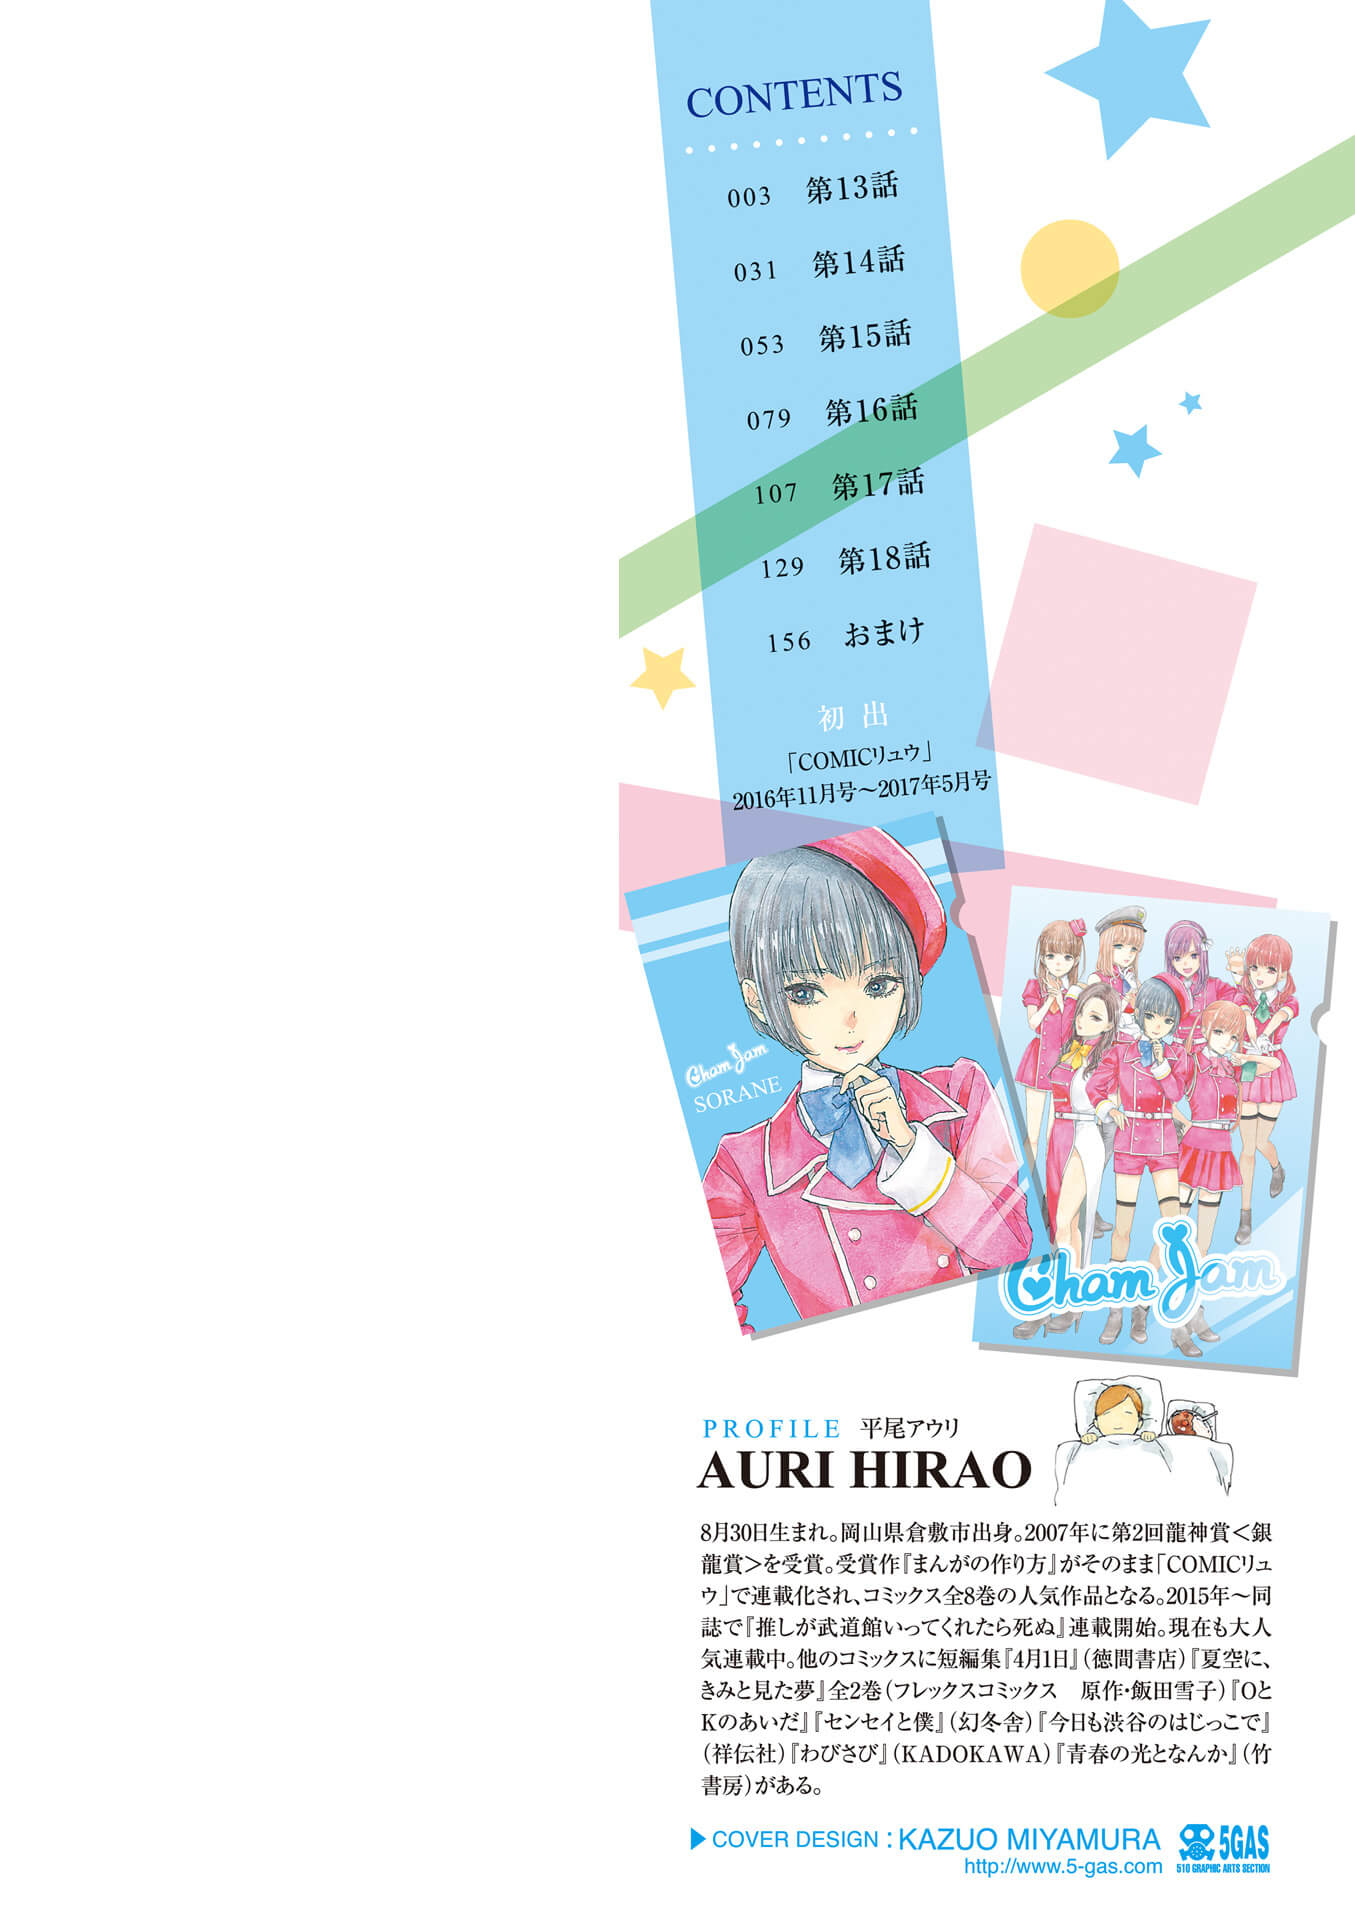 CONTENTS
003 第13話
031 第14話
053 第15話
079 第16話
107 第17話
129 第18話
156 おまけ
初出
「COMICリュウ」
2016年11月号～2017年5月号
Cham Jam
SORANE
Cham Jam
PROFILE 平尾アウリ
AURI HIRAO
8月30日生まれ。岡山県倉敷市出身。2007年に第2回龍神賞＜銀
龍賞＞を受賞。受賞作『まんがの作り方』がそのまま「COMICリュ
ウ」で連載化され、コミックス全8巻の人気作品となる。2015年～同
誌で『推しが武道館いってくれたら死ぬ』連載開始。現在も大人
気連載中。他のコミックスに短編集『4月1日』（徳間書店）『夏空に、
きみと見た夢』全2巻（フレックスコミックス　原作・飯田雪子）『Oと
Kのあいだ』『センセイと僕』（幻冬舎）『今日も渋谷のはじっこで』
（祥伝社）『わびさび』（KADOKAWA）『青春の光となんか』（竹
書房）がある。
▶COVER DESIGN：KAZUO MIYAMURA
http://www.5-gas.com
5GAS
510 GRAPHIC ARTS SECTION